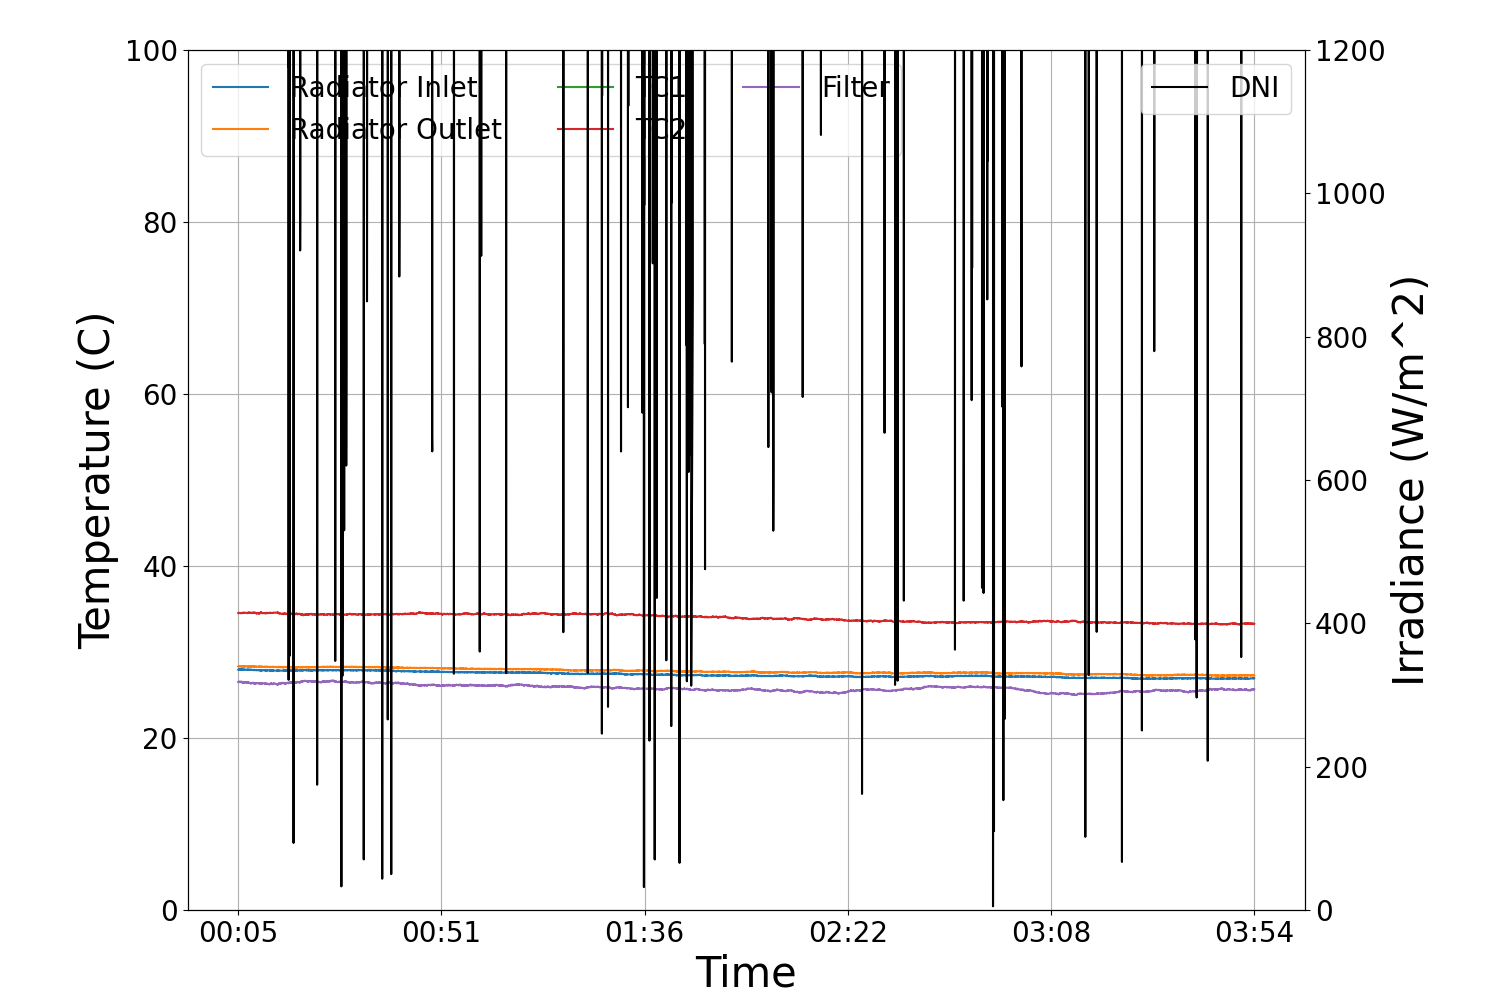 100
80
60
40
20
0
Temperature (C)
Radiator Inlet
Radiator Outlet
TC1
TC2
Filter
DNI
1200
1000
800
600
400
200
0
Irradiance (W/m^2)
00:05 00:51 01:36 02:22 03:08 03:54
Time